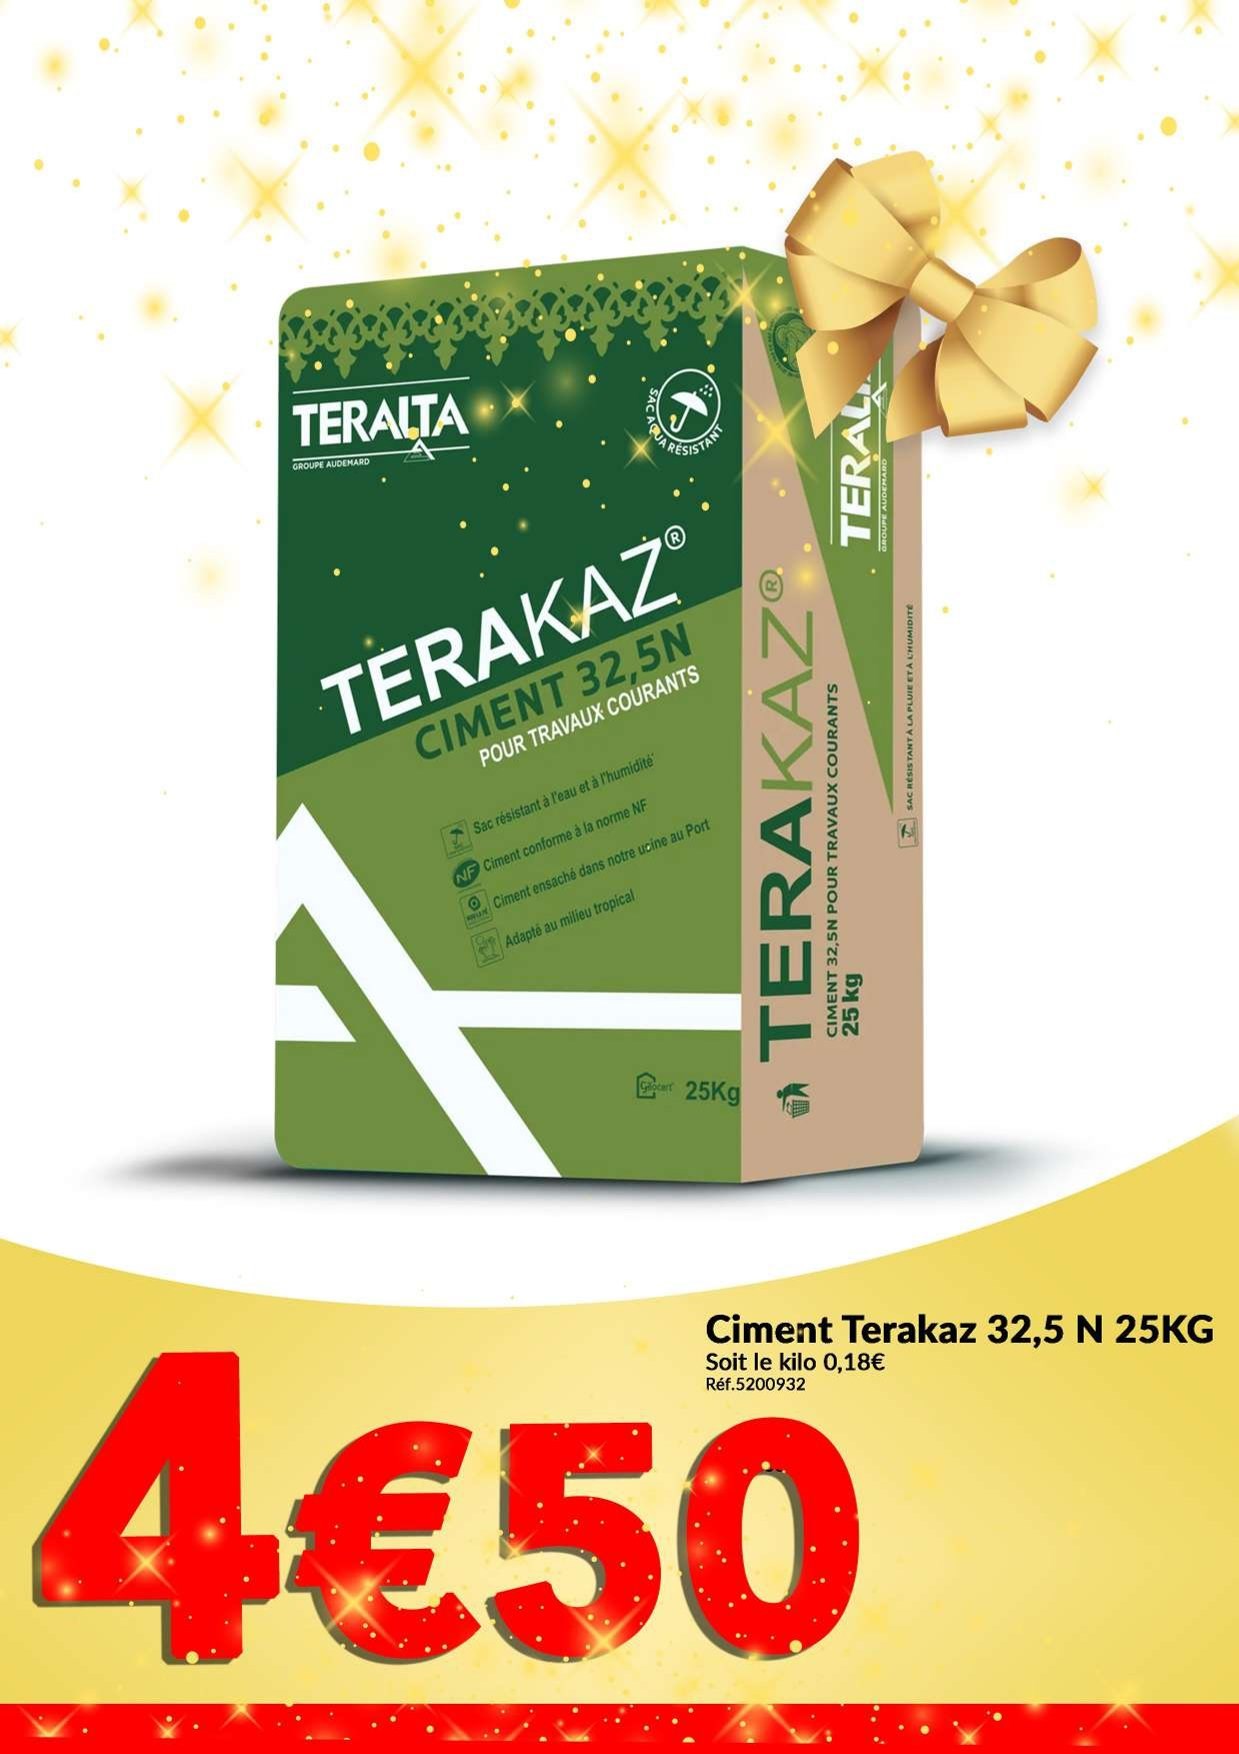 TERALTA
GROUPE AUDEMARD
SAC AQUA RÉSISTANT
TERAKAZ®
CIMENT 32,5N
POUR TRAVAUX COURANTS
Sac résistant à l'eau et à l'humidité
NF Ciment conforme à la norme NF
Ciment ensaché dans notre usine au Port
Adapté au milieu tropical
25Kg
TERAKAZ®
CIMENT 32,5N POUR TRAVAUX COURANTS
25 kg
GROUPE AUDEMARD
SAC RÉSISTANT À LA PLUIE ET À L'HUMIDITÉ
Ciment Terakaz 32,5 N 25KG
Soit le kilo 0,18€
Réf.5200932
4€50